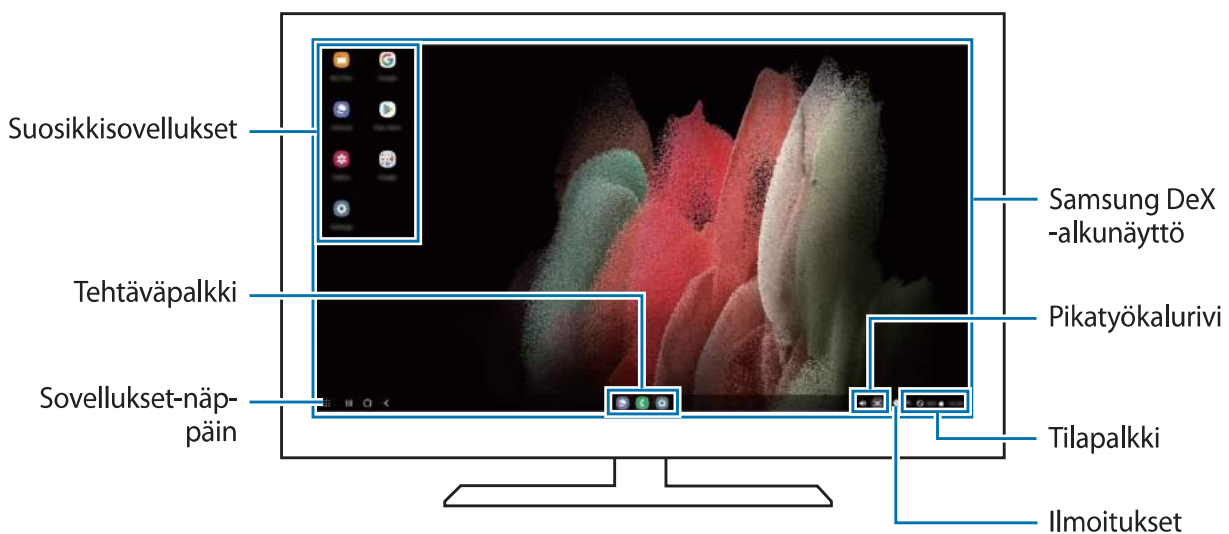 Suosikkisovellukset
Tehtäväpalkki
Sovellukset-näp-
päin
Samsung DeX
-alkunäyttö
Pikatyökalurivi
Tilapalkki
Ilmoitukset